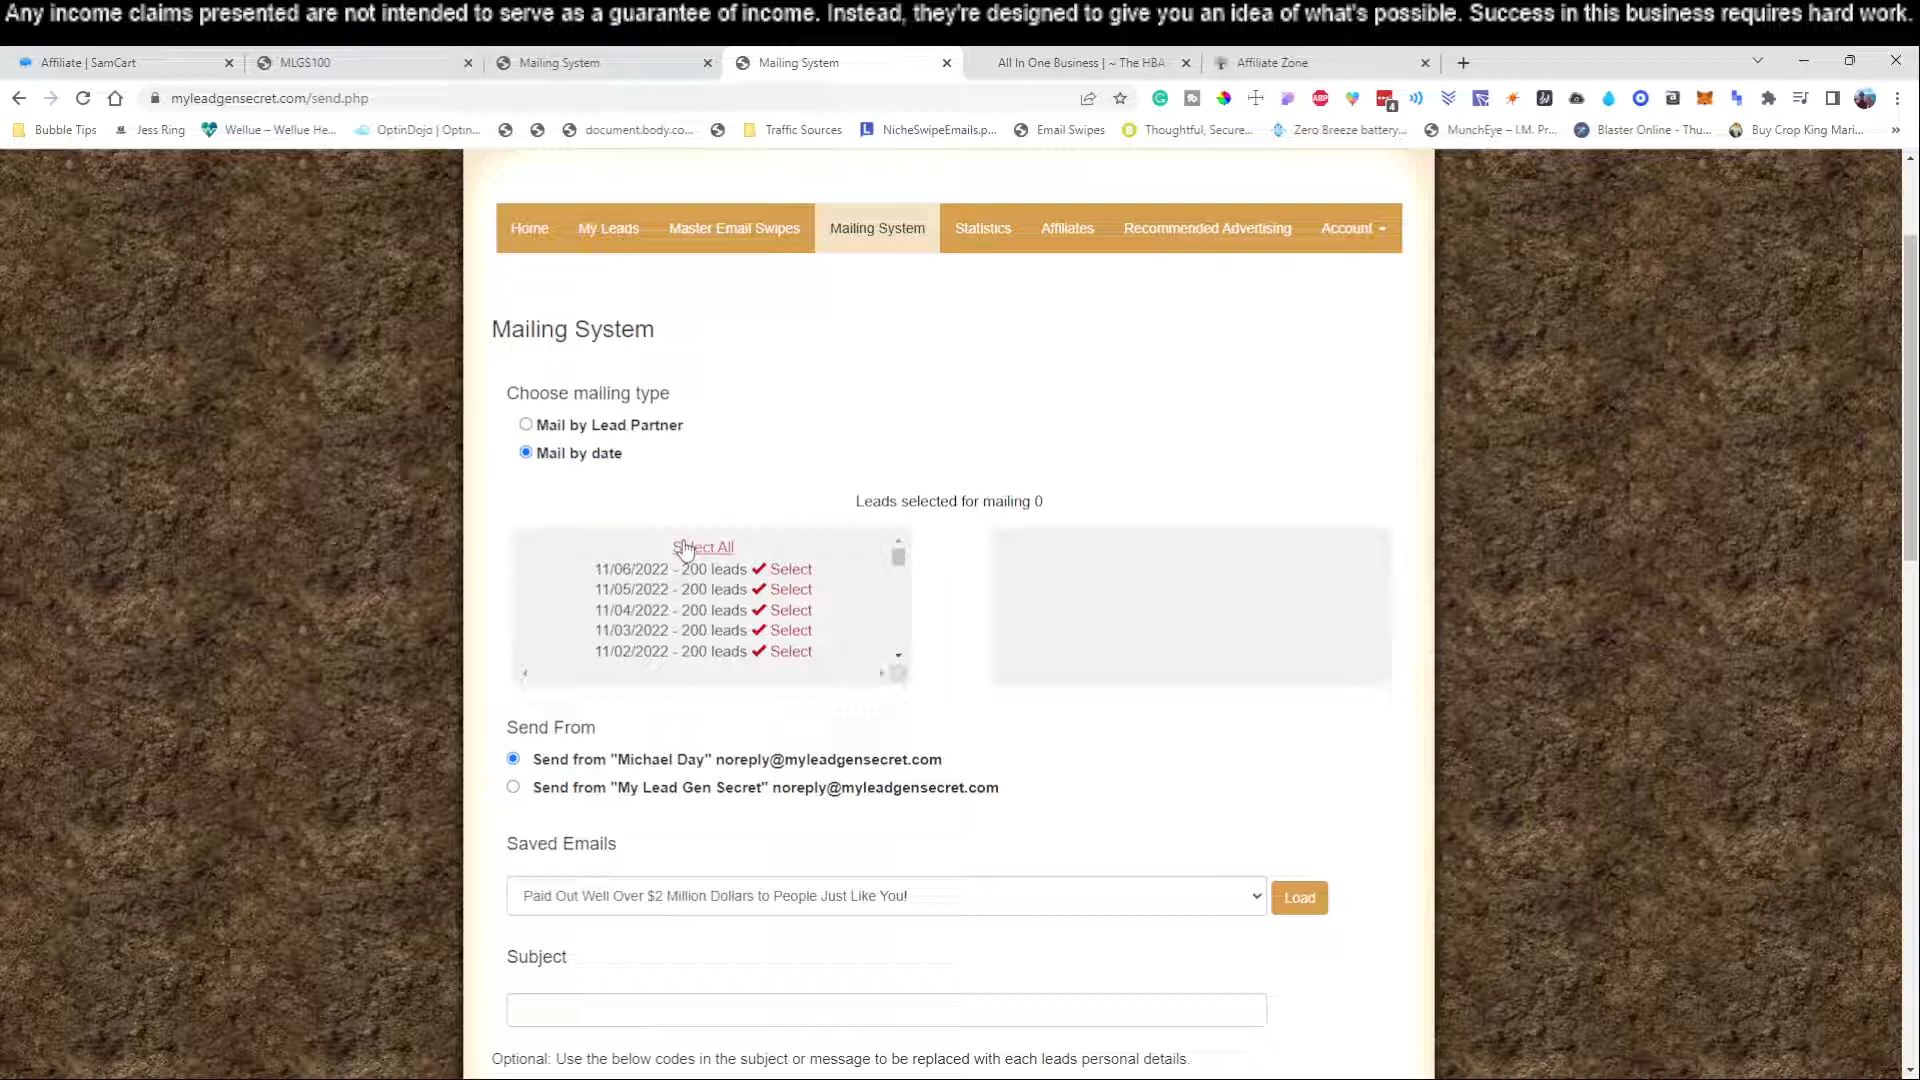 Any income claims presented are not intended to serve as a guarantee of income. Instead, they're designed to give you an idea of what's possible. Success in this business requires hard work.
Affiliate | SamCart
MLGS100
Mailing System
Mailing System
All In One Business | ~ The HBA
Affiliate Zone
myleadgensecret.com/send.php
ABP
4
Bubble Tips
Jess Ring
Wellue – Wellue He...
OptinDojo | Optin...
document.body.co...
Traffic Sources
NicheSwipeEmails.p...
Email Swipes
Thoughtful, Secure...
Zero Breeze battery...
MunchEye – I.M. Pr...
Blaster Online - Thu...
Buy Crop King Mari...
Home
My Leads
Master Email Swipes
Mailing System
Statistics
Affiliates
Recommended Advertising
Account
Mailing System
Choose mailing type
Mail by Lead Partner
Mail by date
Leads selected for mailing 0
Select All
11/06/2022 - 200 leads ✔ Select
11/05/2022 - 200 leads ✔ Select
11/04/2022 - 200 leads ✔ Select
11/03/2022 - 200 leads ✔ Select
11/02/2022 - 200 leads ✔ Select
Send From
Send from "Michael Day" noreply@myleadgensecret.com
Send from "My Lead Gen Secret" noreply@myleadgensecret.com
Saved Emails
Paid Out Well Over $2 Million Dollars to People Just Like You!
Load
Subject
Optional: Use the below codes in the subject or message to be replaced with each leads personal details.